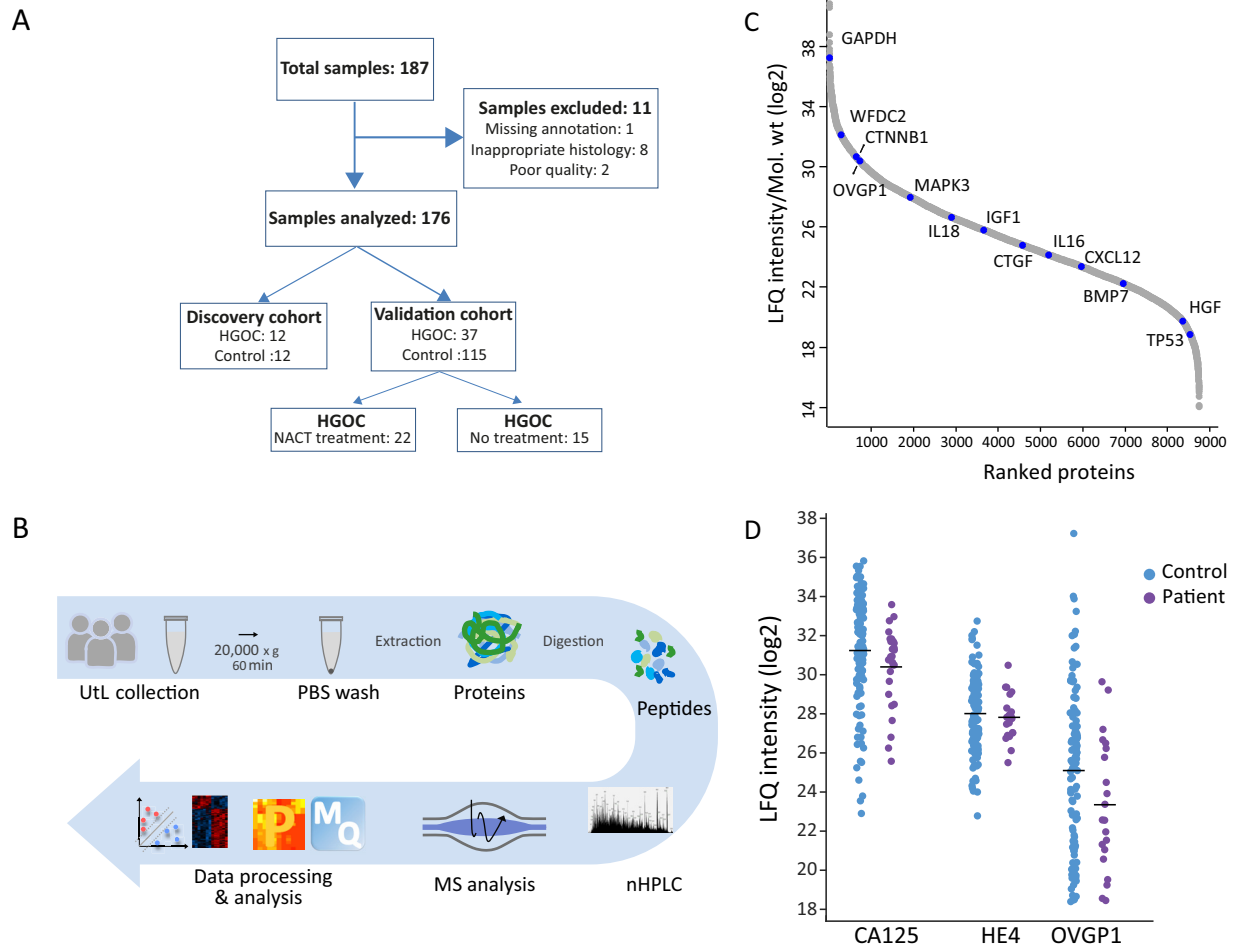 A
Total samples: 187
Samples excluded: 11
Missing annotation: 1
Inappropriate histology: 8
Poor quality: 2
Samples analyzed: 176
Discovery cohort
HGOC: 12
Control :12
Validation cohort
HGOC: 37
Control :115
HGOC
NACT treatment: 22
HGOC
No treatment: 15
B
20,000 x g
60 min
Extraction
Digestion
UtL collection
PBS wash
Proteins
Peptides
P
M
Q
Data processing
& analysis
MS analysis
nHPLC
C
LFQ intensity/Mol. wt (log2)
38
34
30
26
22
18
14
GAPDH
WFDC2
CTNNB1
OVGP1
MAPK3
IL18
IGF1
CTGF
IL16
CXCL12
BMP7
HGF
TP53
1000 2000 3000 4000 5000 6000 7000 8000 9000
Ranked proteins
D
LFQ intensity (log2)
38
36
34
32
30
28
26
24
22
20
18
Control
Patient
CA125 HE4 OVGP1